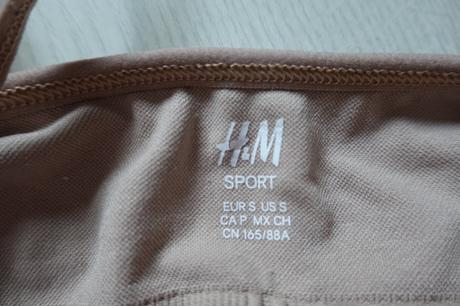 H&M
SPORT
EUR S US S
CA P MX CH
CN 165/88A